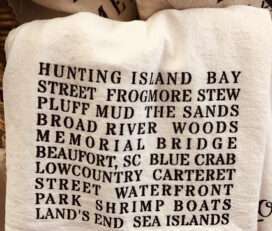 HUNTING ISLAND BAY
STREET FROGMORE STEW
PLUFF MUD THE SANDS
BROAD RIVER WOODS
MEMORIAL BRIDGE
BEAUFORT, SC BLUE CRAB
LOWCOUNTRY CARTERET
STREET WATERFRONT
PARK SHRIMP BOATS
LAND'S END SEA ISLANDS